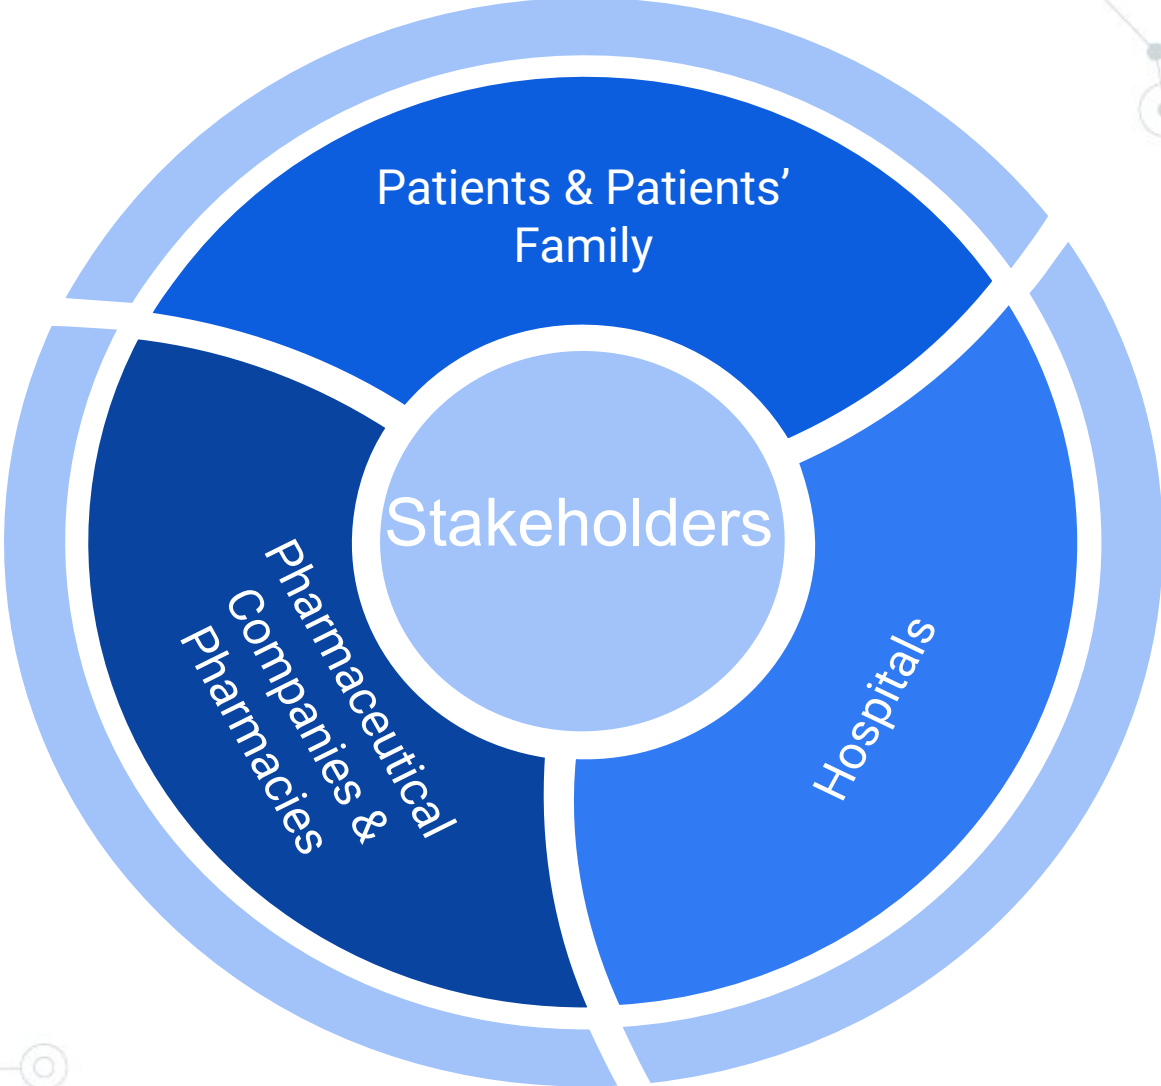 Patients & Patients’
Family
Stakeholders
Pharmaceutical
Companies &
Pharmacies
Hospitals